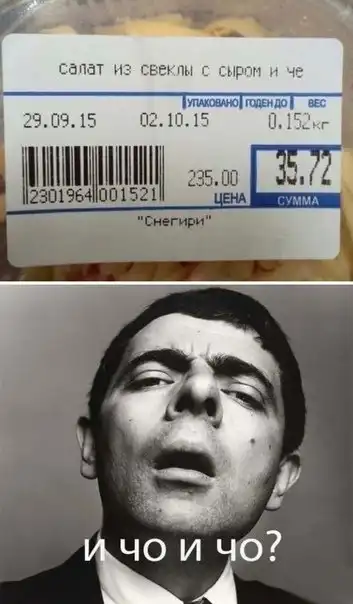 салат из свеклы с сыром и че
УПАКОВАНО ГОДЕН ДО ВЕС
29.09.15 02.10.15 0.152кг
2301964 001521 235.00 35.72
ЦЕНА СУММА
"Снегири"
и чо и чо?